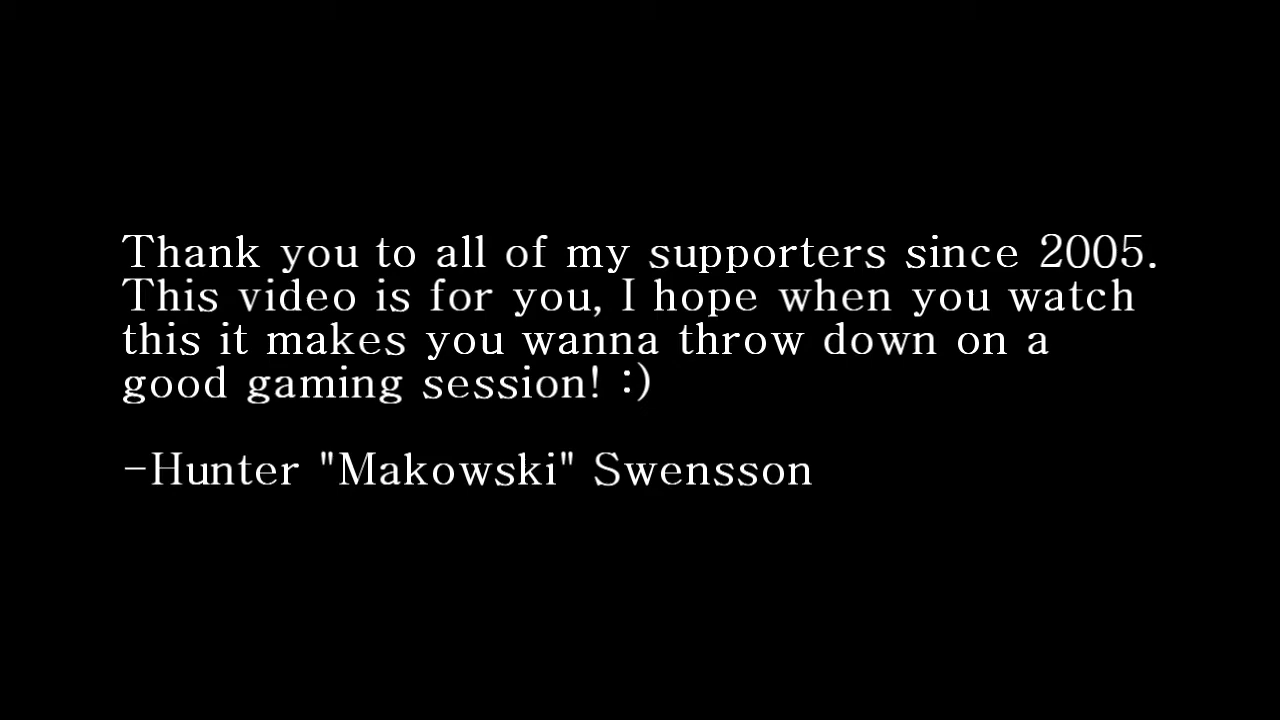 Thank you to all of my supporters since 2005.
This video is for you, I hope when you watch
this it makes you wanna throw down on a
good gaming session! :)
-Hunter "Makowski" Swensson